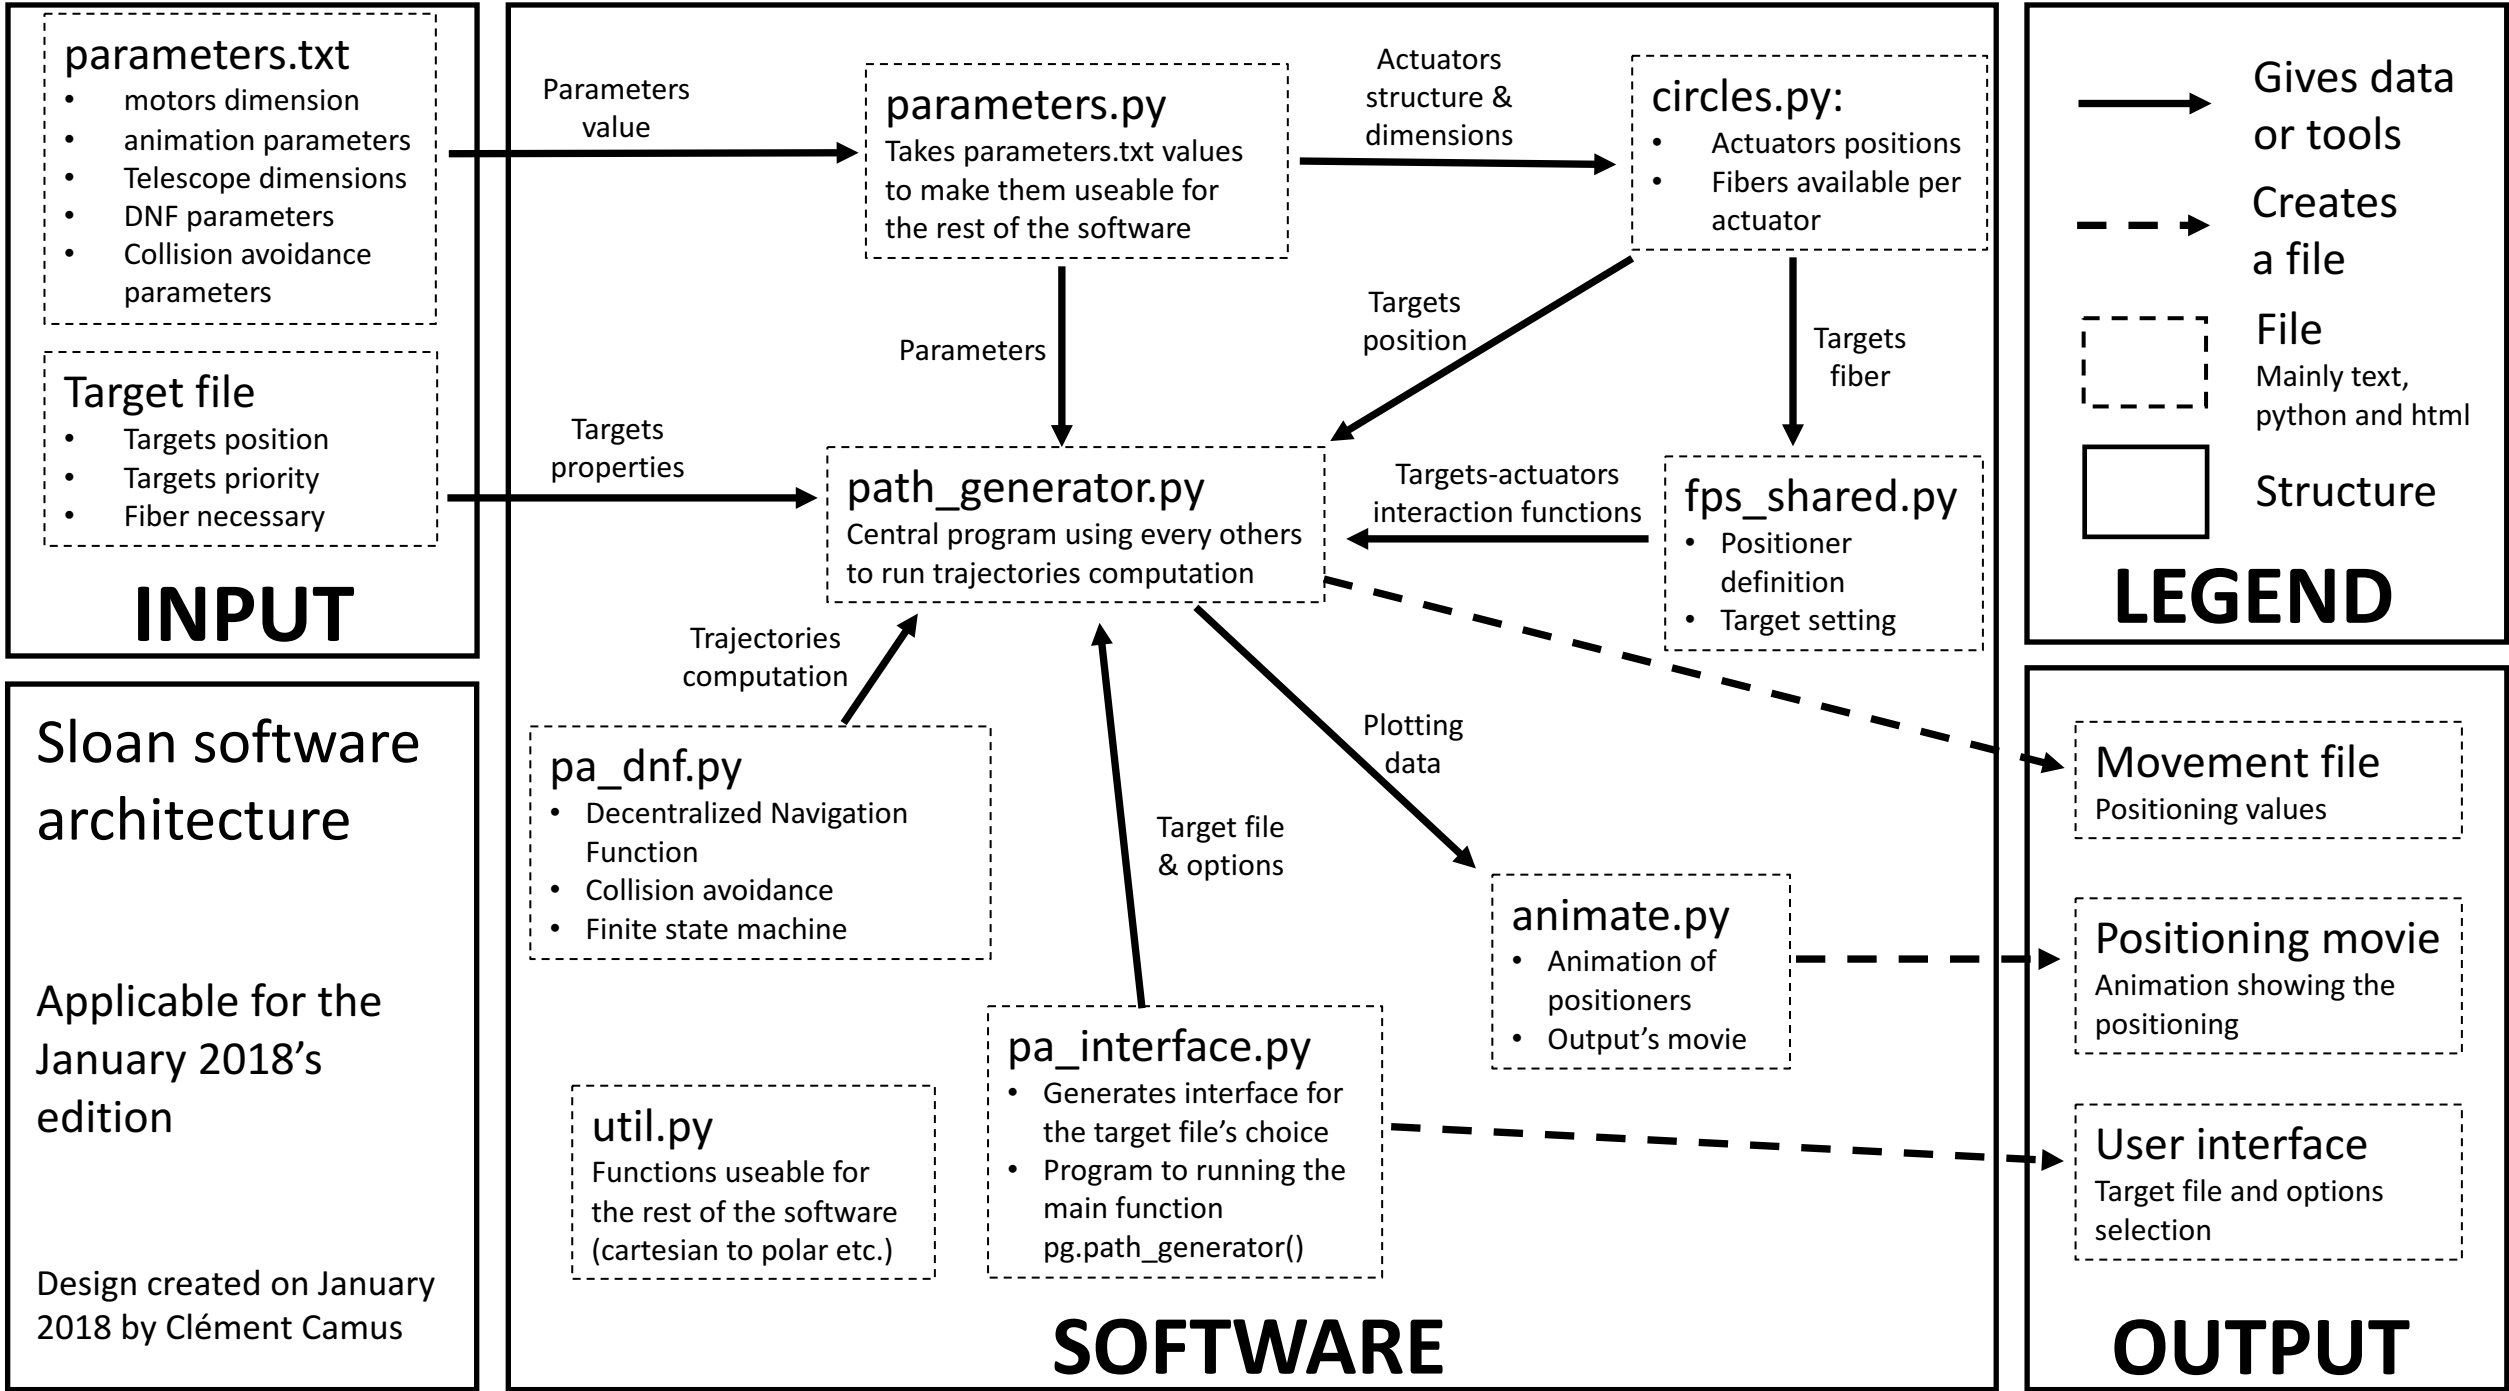 parameters.txt
• motors dimension
• animation parameters
• Telescope dimensions
• DNF parameters
• Collision avoidance
parameters
Target file
• Targets position
• Targets priority
• Fiber necessary
INPUT
Sloan software
architecture
Applicable for the
January 2018’s
edition
Design created on January
2018 by Clément Camus
Parameters
value
parameters.py
Takes parameters.txt values
to make them useable for
the rest of the software
Actuators
structure &
dimensions
circles.py:
• Actuators positions
• Fibers available per
actuator
Parameters
Targets
position
Targets
fiber
Targets
properties
path_generator.py
Central program using every others
to run trajectories computation
Targets-actuators
interaction functions
fps_shared.py
• Positioner
definition
• Target setting
Trajectories
computation
pa_dnf.py
• Decentralized Navigation
Function
• Collision avoidance
• Finite state machine
Target file
& options
Plotting
data
animate.py
• Animation of
positioners
• Output’s movie
util.py
Functions useable for
the rest of the software
(cartesian to polar etc.)
pa_interface.py
• Generates interface for
the target file’s choice
• Program to running the
main function
pg.path_generator()
SOFTWARE
Gives data
or tools
Creates
a file
File
Mainly text,
python and html
Structure
LEGEND
Movement file
Positioning values
Positioning movie
Animation showing the
positioning
User interface
Target file and options
selection
OUTPUT